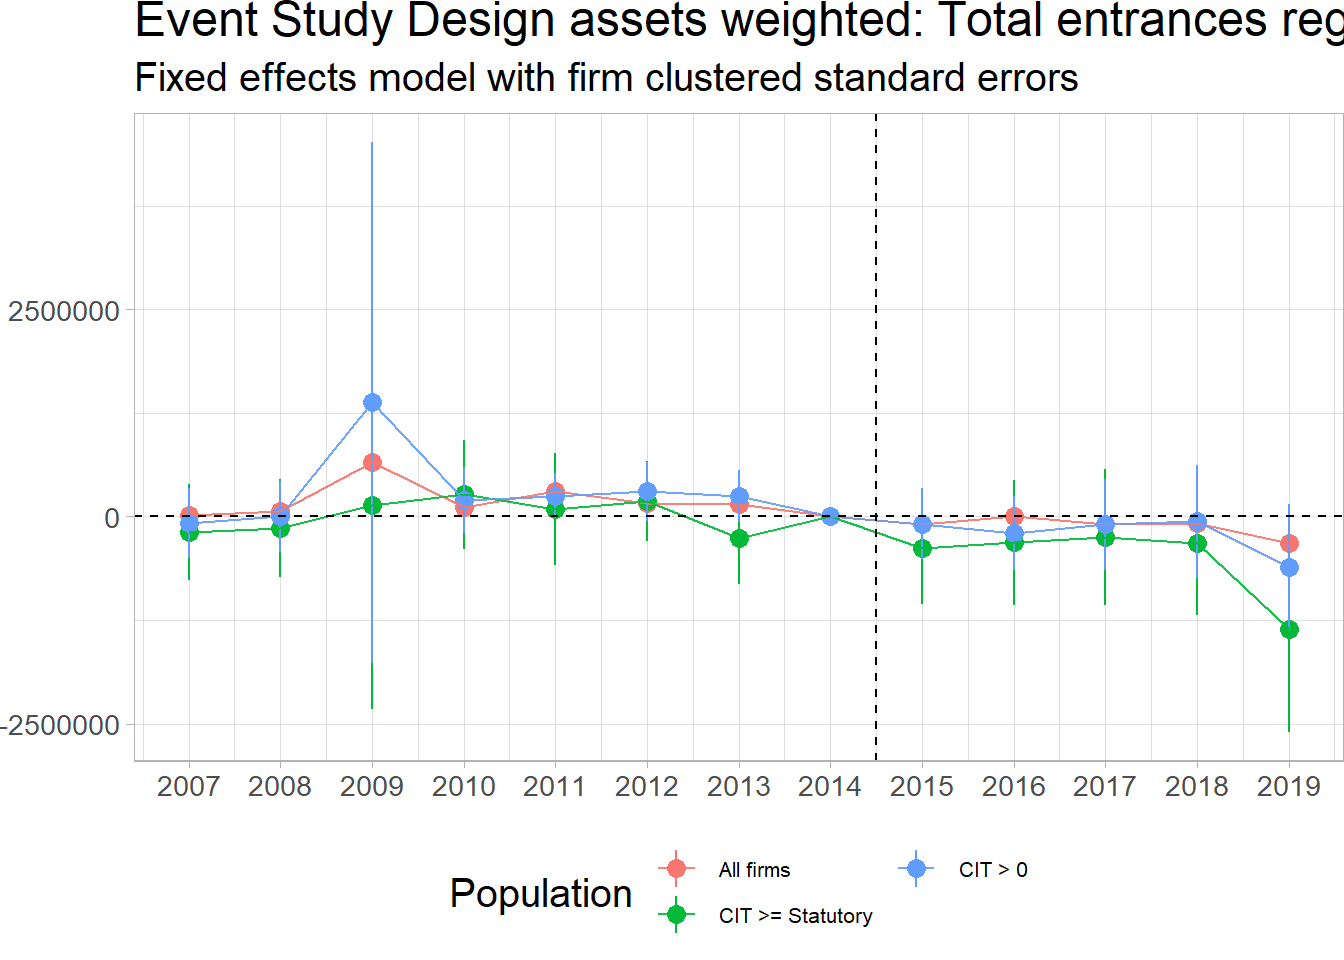 Event Study Design assets weighted: Total entrances reg
Fixed effects model with firm clustered standard errors
2500000
0
-2500000
2007 2008 2009 2010 2011 2012 2013 2014 2015 2016 2017 2018 2019
Population
All firms
CIT > 0
CIT >= Statutory